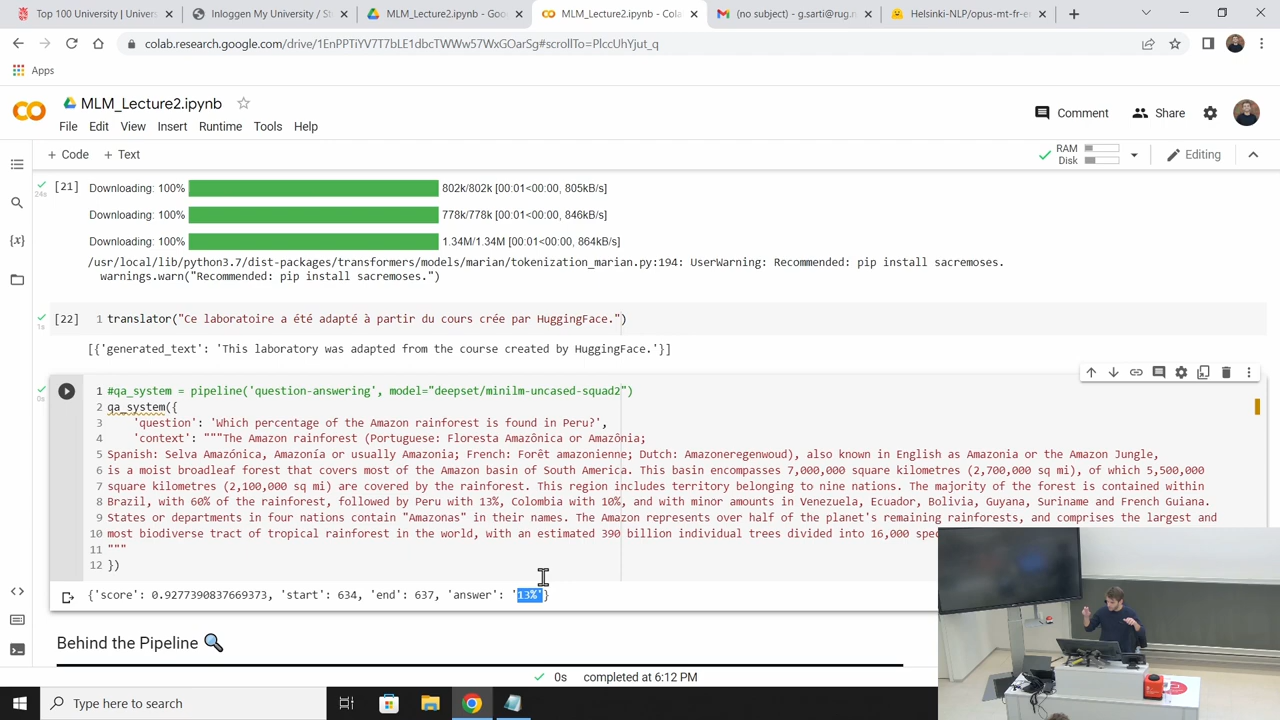 Top 10 Tutorial | Univers
Inloggen My University / St
MLM_Lecture2.ipynb - Goo
MLM_Lecture2.ipynb - Cola
(no subject) - g.sarti@rug.n
Helsinki-NLP/opus-mt-fr-en
colab.research.google.com/drive/1EnPPTiYV7T7bLE1dbcTWWw57WxGOarSg#scrollTo=PlccUhYjut_q
Apps
MLM_Lecture2.ipynb
File Edit View Insert Runtime Tools Help
Comment Share
+ Code + Text
RAM
Disk
Editing
[21]
24s
Downloading: 100% 802k/802k [00:01<00:00, 805kB/s]
Downloading: 100% 778k/778k [00:01<00:00, 846kB/s]
Downloading: 100% 1.34M/1.34M [00:01<00:00, 864kB/s]
/usr/local/lib/python3.7/dist-packages/transformers/models/marian/tokenization_marian.py:194: UserWarning: Recommended: pip install sacremoses.
warnings.warn("Recommended: pip install sacremoses.")
[22] 1 translator("Ce laboratoire a été adapté à partir du cours crée par HuggingFace.")
1s
[{'generated_text': 'This laboratory was adapted from the course created by HuggingFace.'}]
0s
1 #qa_system = pipeline('question-answering', model="deepset/minilm-uncased-squad2")
2 qa_system({
3 'question': 'Which percentage of the Amazon rainforest is found in Peru?',
4 'context': """The Amazon rainforest (Portuguese: Floresta Amazônica or Amazônia;
5 Spanish: Selva Amazónica, Amazonía or usually Amazonia; French: Forêt amazonienne; Dutch: Amazoneregenwoud), also known in English as Amazonia or the Amazon Jungle,
6 is a moist broadleaf forest that covers most of the Amazon basin of South America. This basin encompasses 7,000,000 square kilometres (2,700,000 sq mi), of which 5,500,000
7 square kilometres (2,100,000 sq mi) are covered by the rainforest. This region includes territory belonging to nine nations. The majority of the forest is contained within
8 Brazil, with 60% of the rainforest, followed by Peru with 13%, Colombia with 10%, and with minor amounts in Venezuela, Ecuador, Bolivia, Guyana, Suriname and French Guiana.
9 States or departments in four nations contain "Amazonas" in their names. The Amazon represents over half of the planet's remaining rainforests, and comprises the largest and
10 most biodiverse tract of tropical rainforest in the world, with an estimated 390 billion individual trees divided into 16,000 spec
11 """
12 })
{'score': 0.9277390837669373, 'start': 634, 'end': 637, 'answer': '13%'}
Behind the Pipeline
0s completed at 6:12 PM
Type here to search